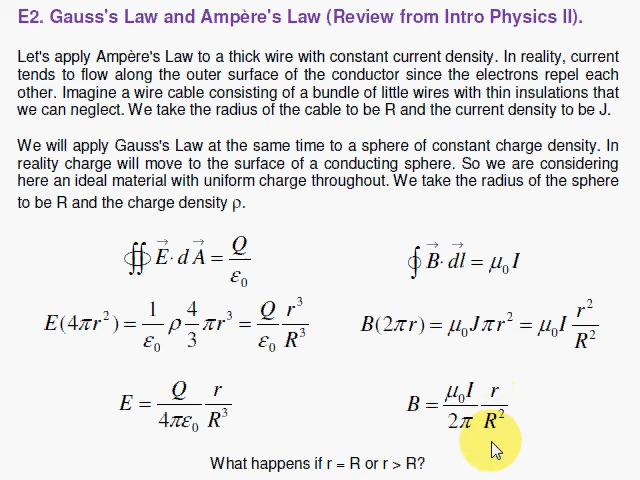 E2. Gauss's Law and Ampère's Law (Review from Intro Physics II).
Let's apply Ampère's Law to a thick wire with constant current density. In reality, current
tends to flow along the outer surface of the conductor since the electrons repel each
other. Imagine a wire cable consisting of a bundle of little wires with thin insulations that
we can neglect. We take the radius of the cable to be R and the current density to be J.
We will apply Gauss's Law at the same time to a sphere of constant charge density. In
reality charge will move to the surface of a conducting sphere. So we are considering
here an ideal material with uniform charge throughout. We take the radius of the sphere
to be R and the charge density ρ.
∯ E⃗ · dA⃗ = Q/ε₀
∮ B⃗ · dl⃗ = μ₀I
E(4πr²) = 1/ε₀ ρ 4/3 πr³ = Q/ε₀ r³/R³
B(2πr) = μ₀Jπr² = μ₀I r²/R²
E = Q/4πε₀ r/R³
B = μ₀I/2π r/R²
What happens if r = R or r > R?